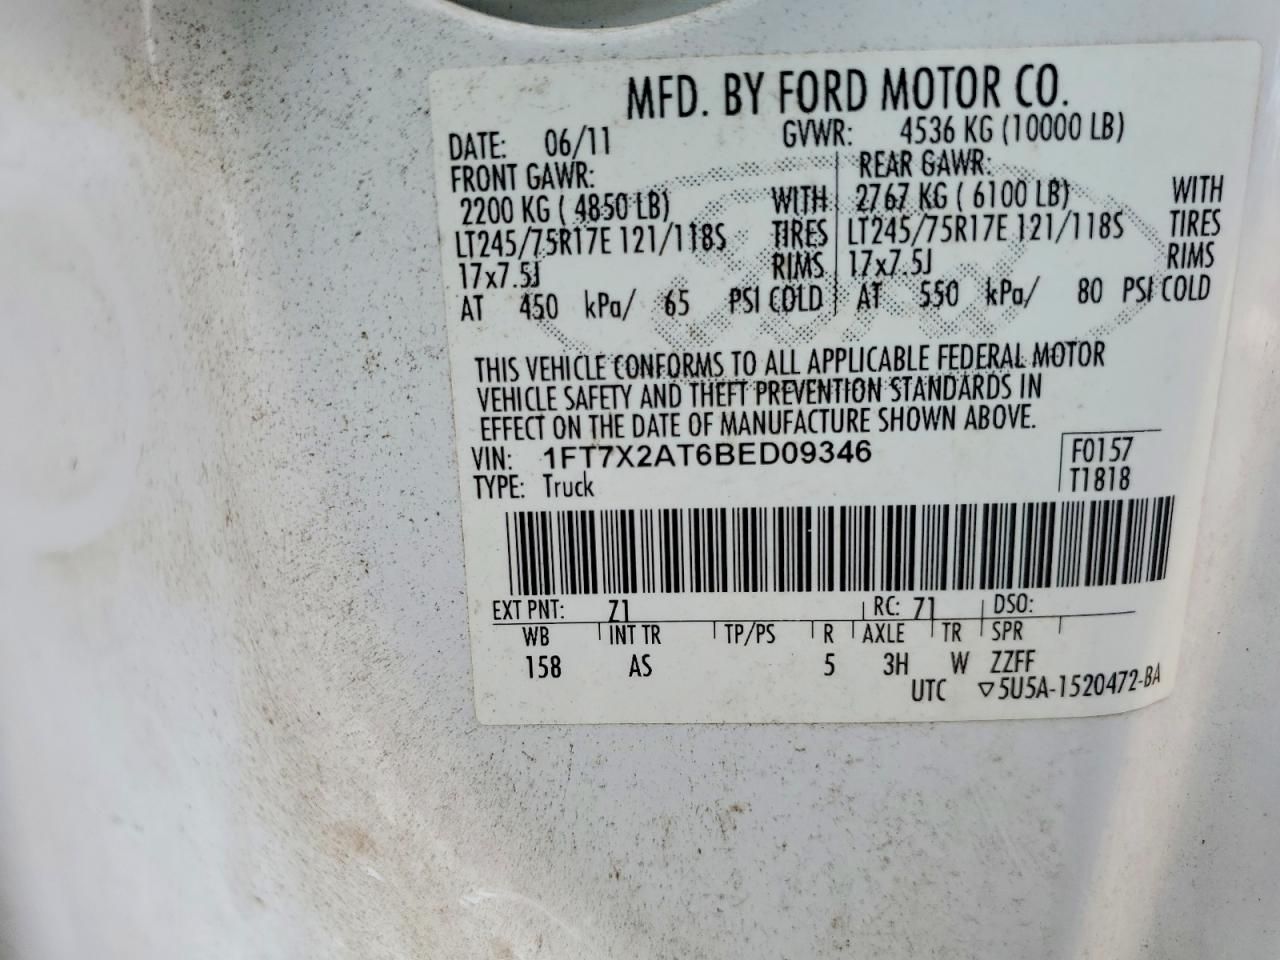 MFD. BY FORD MOTOR CO.
DATE: 06/11 GVWR: 4536 KG (10000 LB)
FRONT GAWR: REAR GAWR:
2200 KG ( 4850 LB) WITH 2767 KG ( 6100 LB) WITH
LT245/75R17E 121/118S TIRES LT245/75R17E 121/118S TIRES
17x7.5J RIMS 17x7.5J RIMS
AT 450 kPa/ 65 PSI COLD AT 550 kPa/ 80 PSI COLD
THIS VEHICLE CONFORMS TO ALL APPLICABLE FEDERAL MOTOR
VEHICLE SAFETY AND THEFT PREVENTION STANDARDS IN
EFFECT ON THE DATE OF MANUFACTURE SHOWN ABOVE.
VIN: 1FT7X2AT6BED09346 F0157
TYPE: Truck T1818
EXT PNT: Z1 RC: 71 DSO:
WB INT TR TP/PS R AXLE TR SPR
158 AS 5 3H W ZZFF
UTC ▽5U5A-1520472-BA